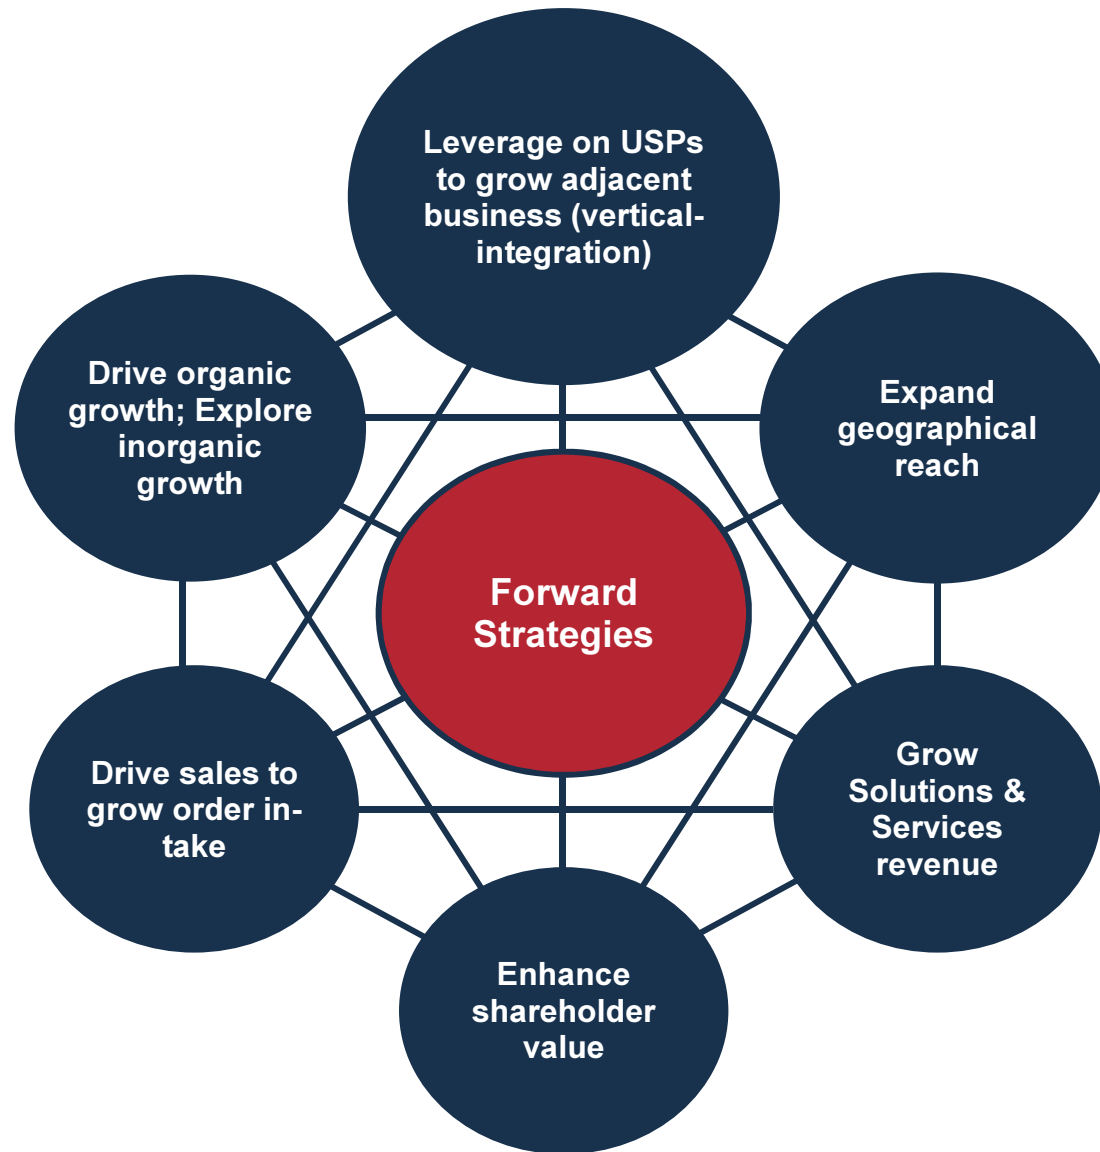 Leverage on USPs
to grow adjacent
business (vertical-
integration)
Drive organic
growth; Explore
inorganic
growth
Expand
geographical
reach
Forward
Strategies
Drive sales to
grow order in-
take
Grow
Solutions &
Services
revenue
Enhance
shareholder
value